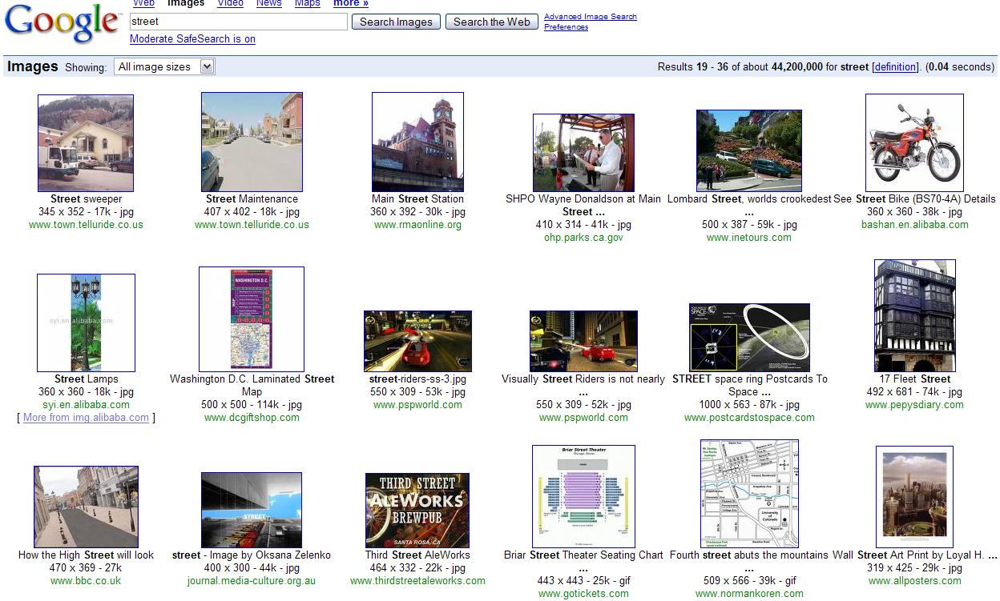 Web Images Video News Maps more »
Google™
street
Search Images
Search the Web
Advanced Image Search
Preferences
Moderate SafeSearch is on
Images Showing: All image sizes
Results 19 - 36 of about 44,200,000 for street [definition]. (0.04 seconds)
Street sweeper
345 x 352 - 17k - jpg
www.town.telluride.co.us
Street Maintenance
407 x 402 - 18k - jpg
www.town.telluride.co.us
Main Street Station
360 x 392 - 30k - jpg
www.rmaonline.org
SHPO Wayne Donaldson at Main
Street ...
410 x 314 - 41k - jpg
ohp.parks.ca.gov
Lombard Street, worlds crookedest
...
500 x 387 - 59k - jpg
www.inetours.com
See Street Bike (BS70-4A) Details
360 x 360 - 38k - jpg
bashan.en.alibaba.com
syi.en.alibaba.com
Street Lamps
360 x 360 - 18k - jpg
syi.en.alibaba.com
[ More from img.alibaba.com ]
WASHINGTON D.C.
MAP
Washington D.C. Laminated Street
Map
500 x 500 - 114k - jpg
www.dcgiftshop.com
street-riders-ss-3.jpg
550 x 309 - 53k - jpg
www.pspworld.com
Visually Street Riders is not nearly
...
550 x 309 - 52k - jpg
www.pspworld.com
SPACE
STREET space ring Postcards To
Space ...
1000 x 563 - 87k - jpg
www.postcardstospace.com
17 Fleet Street
492 x 681 - 74k - jpg
www.pepysdiary.com
How the High Street will look
470 x 369 - 27k
www.bbc.co.uk
STREET
street - Image by Oksana Zelenko
400 x 300 - 44k - jpg
journal.media-culture.org.au
THIRD STREET
ALEWORKS
BREWPUB
SANTA ROSA, CA
Third Street AleWorks
464 x 332 - 22k - jpg
www.thirdstreetaleworks.com
Briar Street Theater
Chicago, Illinois
Briar Street Theater Seating Chart
...
443 x 443 - 25k - gif
www.gotickets.com
Canyon Boulevard
Arapahoe Ave.
University of
Colorado
Fourth street abuts the mountains
...
509 x 566 - 39k - gif
www.normankoren.com
Wall Street Art Print by Loyal H. ...
319 x 425 - 29k - jpg
www.allposters.com